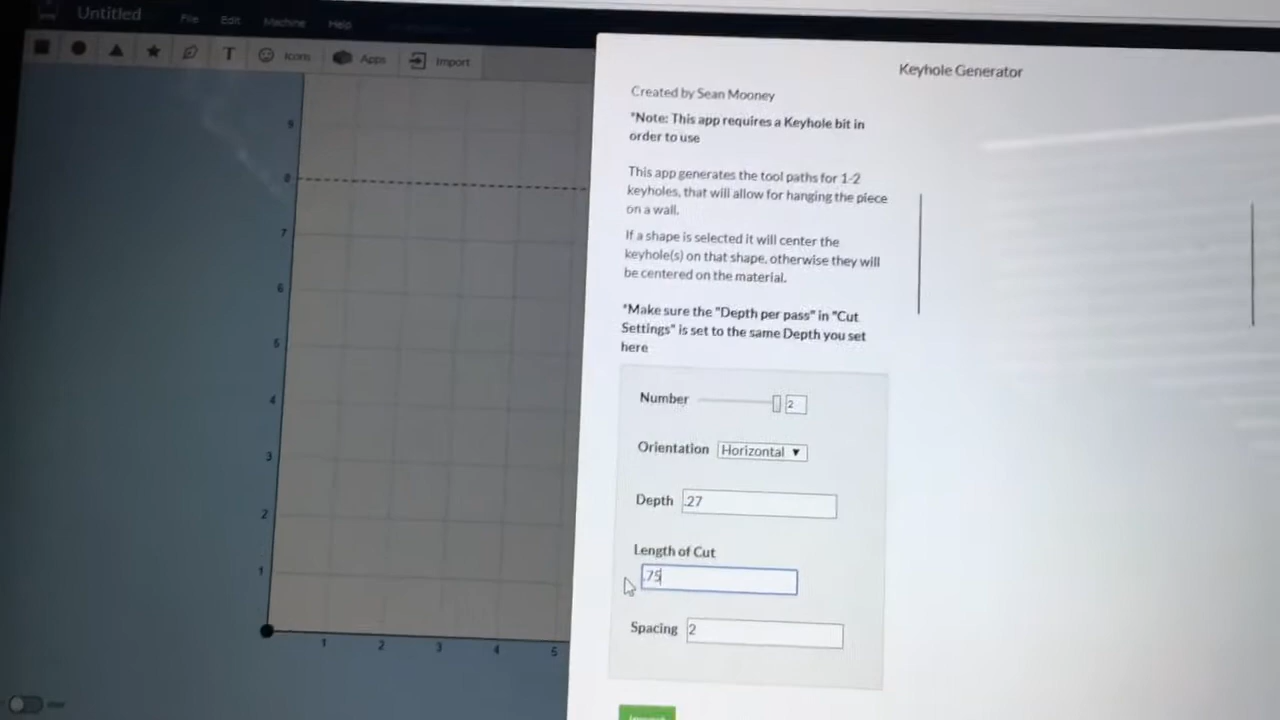 Untitled
File Edit Machine Help
T Icons Apps Import
Keyhole Generator
Created by Sean Mooney
*Note: This app requires a Keyhole bit in
order to use
This app generates the tool paths for 1-2
keyholes, that will allow for hanging the piece
on a wall.
If a shape is selected it will center the
keyhole(s) on that shape, otherwise they will
be centered on the material.
*Make sure the "Depth per pass" in "Cut
Settings" is set to the same Depth you set
here
Number 2
Orientation Horizontal ▼
Depth .27
Length of Cut
.75
Spacing 2
9
8
7
6
5
4
3
2
1
1 2 3 4 5